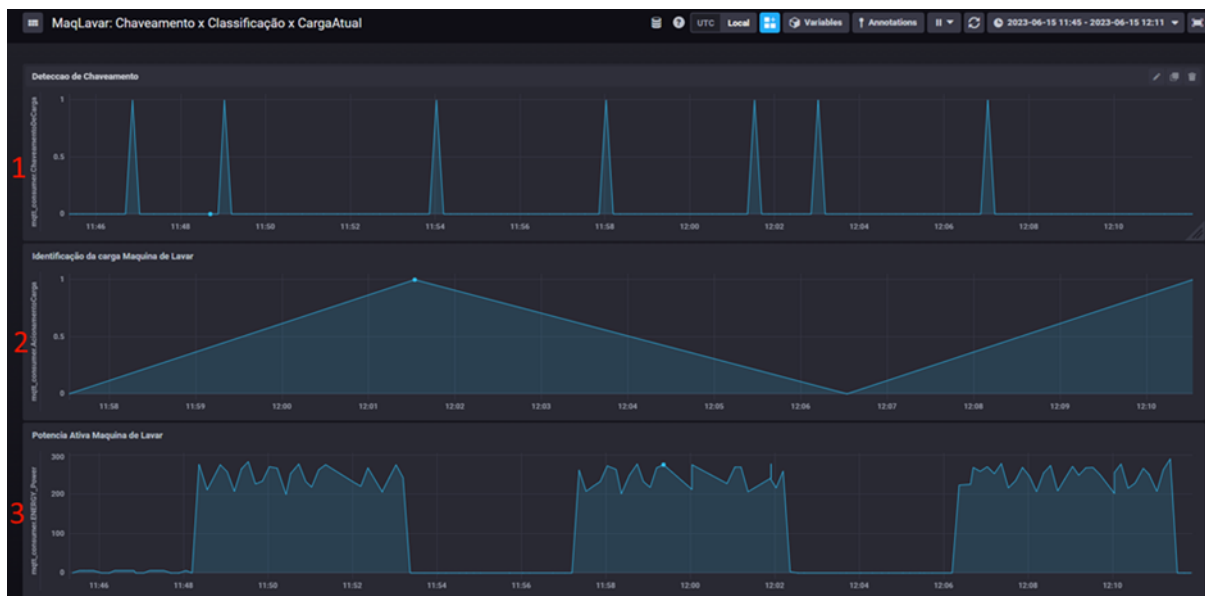 MaqLavar: Chaveamento x Classificação x CargaAtual
UTC Local Variables Annotations 2023-06-15 11:45 - 2023-06-15 12:11
Deteccao de Chaveamento
1
mqtt_consumer.ChaveamentoDeCarga
1
0.5
0
11:46 11:48 11:50 11:52 11:54 11:56 11:58 12:00 12:02 12:04 12:06 12:08 12:10
Identificação da carga Maquina de Lavar
2
mqtt_consumer.AcionamentoCarga
1
0.5
0
11:58 11:59 12:00 12:01 12:02 12:03 12:04 12:05 12:06 12:07 12:08 12:09 12:10
Potencia Ativa Maquina de Lavar
3
mqtt_consumer.ENERGY_Power
300
200
100
0
11:46 11:48 11:50 11:52 11:54 11:56 11:58 12:00 12:02 12:04 12:06 12:08 12:10